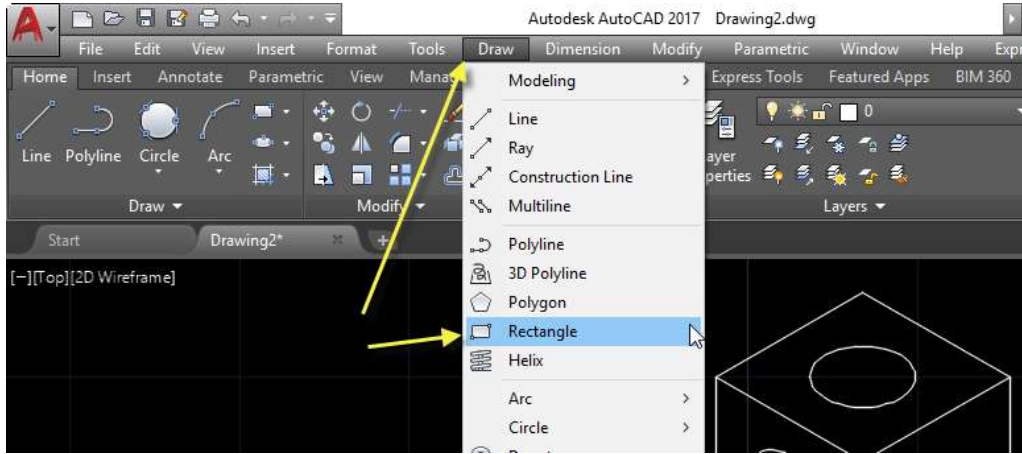 Autodesk AutoCAD 2017 Drawing2.dwg
File Edit View Insert Format Tools Draw Dimension Modify Parametric Window Help
Home Insert Annotate Parametric View Express Tools Featured Apps BIM 360
0
Line Polyline Circle Arc
Draw Modify Layers
Start Drawing2*
[−][Top][2D Wireframe]
Modeling
Line
Ray
Construction Line
Multiline
Polyline
3D Polyline
Polygon
Rectangle
Helix
Arc
Circle